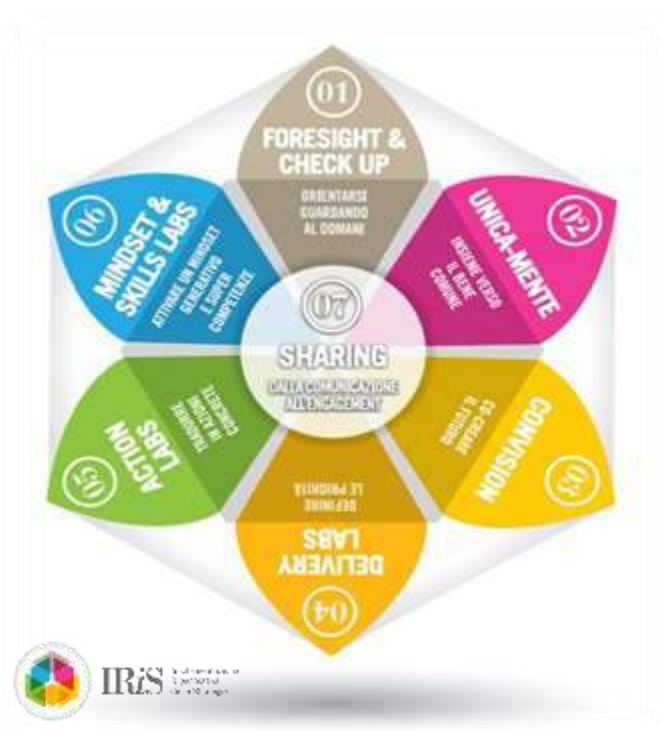 01
FORESIGHT &
CHECK UP
ORIENTARSI
GUARDANDO
AL DOMANI
02
UNICA-MENTE
INSIEME VERSO
IL BENE
COMUNE
03
CONVISION
CO-CREARE
IL FUTURO
04
DELIVERY
LABS
DEFINIRE
LE PRIORITÀ
05
ACTION
LABS
TRADURRE
IN AZIONI
CONCRETE
06
MINDSET &
SKILLS LABS
ATTIVARE UN MINDSET
GENERATIVO
E SUPER
COMPETENZE
07
SHARING
DALLA COMUNICAZIONE
ALL'ENGAGEMENT
IRiS